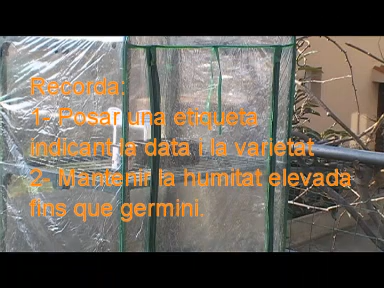 Recorda:
1- Posar una etiqueta
indicant la data i la varietat
2- Mantenir la humitat elevada
fins que germini.